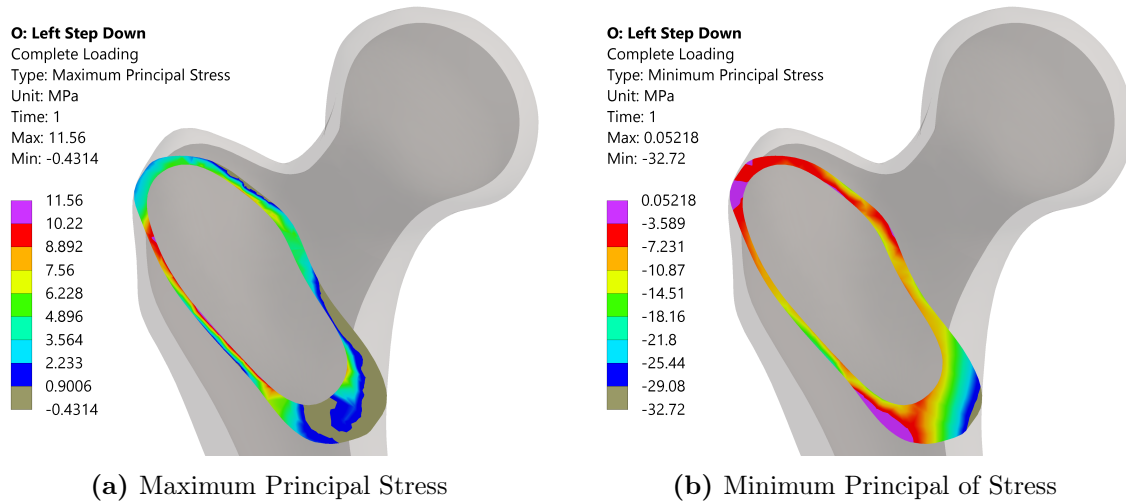 O: Left Step Down
Complete Loading
Type: Maximum Principal Stress
Unit: MPa
Time: 1
Max: 11.56
Min: -0.4314
11.56
10.22
8.892
7.56
6.228
4.896
3.564
2.233
0.9006
-0.4314
(a) Maximum Principal Stress
O: Left Step Down
Complete Loading
Type: Minimum Principal Stress
Unit: MPa
Time: 1
Max: 0.05218
Min: -32.72
0.05218
-3.589
-7.231
-10.87
-14.51
-18.16
-21.8
-25.44
-29.08
-32.72
(b) Minimum Principal of Stress